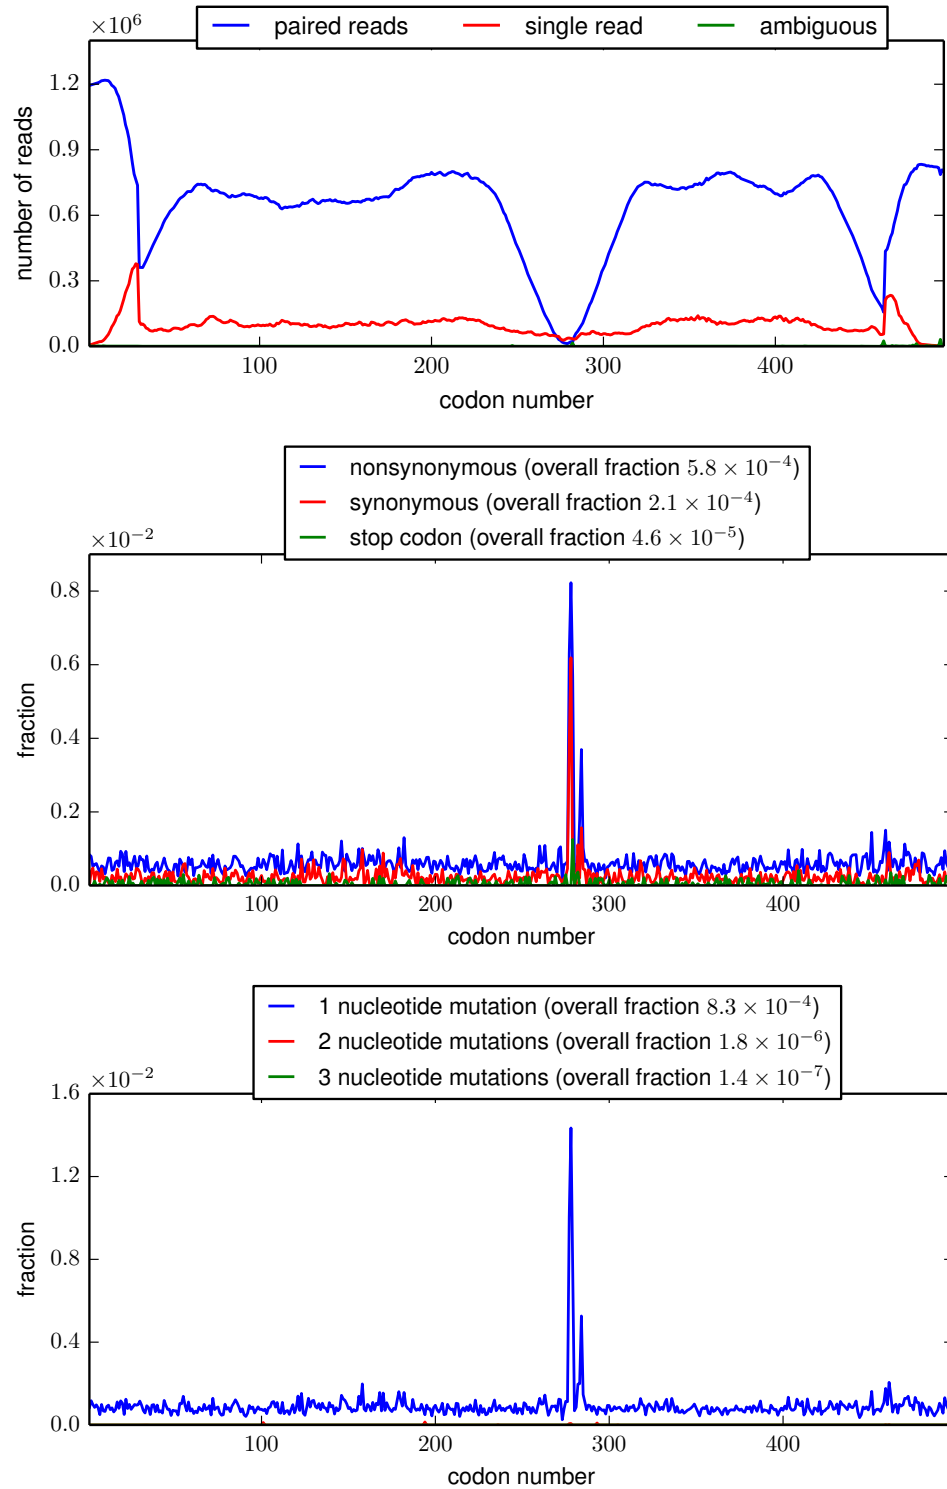 paired reads single read ambiguous
×10⁶
1.2
0.9
0.6
0.3
0.0
number of reads
100 200 300 400
codon number
nonsynonymous (overall fraction 5.8 × 10⁻⁴)
synonymous (overall fraction 2.1 × 10⁻⁴)
stop codon (overall fraction 4.6 × 10⁻⁵)
×10⁻²
0.8
0.6
0.4
0.2
0.0
fraction
100 200 300 400
codon number
1 nucleotide mutation (overall fraction 8.3 × 10⁻⁴)
2 nucleotide mutations (overall fraction 1.8 × 10⁻⁶)
3 nucleotide mutations (overall fraction 1.4 × 10⁻⁷)
×10⁻²
1.6
1.2
0.8
0.4
0.0
fraction
100 200 300 400
codon number